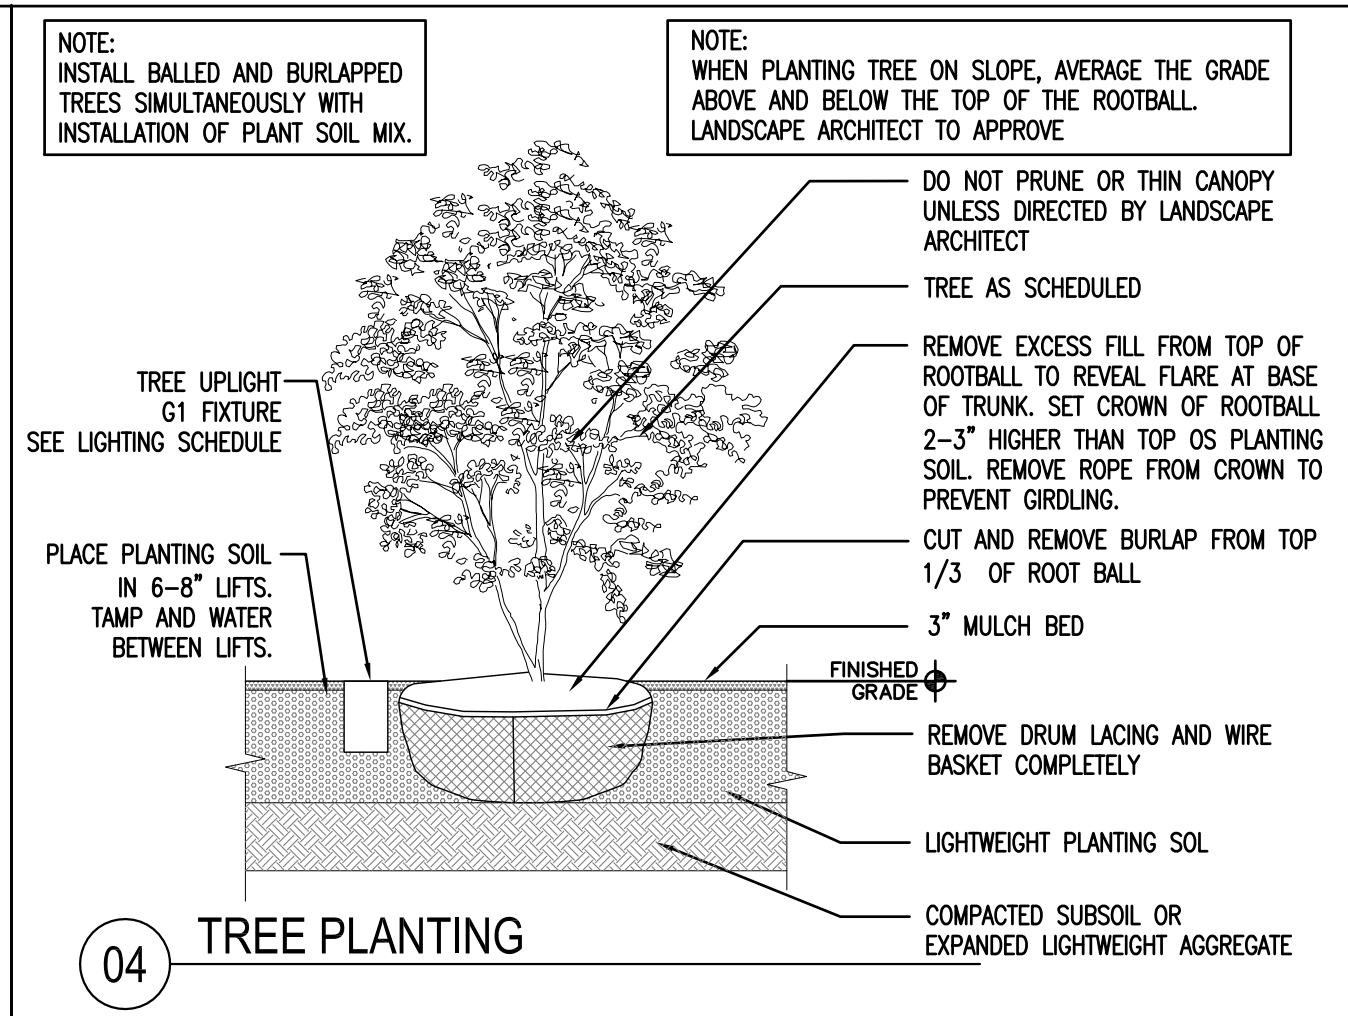 NOTE:
INSTALL BALLED AND BURLAPPED
TREES SIMULTANEOUSLY WITH
INSTALLATION OF PLANT SOIL MIX.
NOTE:
WHEN PLANTING TREE ON SLOPE, AVERAGE THE GRADE
ABOVE AND BELOW THE TOP OF THE ROOTBALL.
LANDSCAPE ARCHITECT TO APPROVE
DO NOT PRUNE OR THIN CANOPY
UNLESS DIRECTED BY LANDSCAPE
ARCHITECT
TREE AS SCHEDULED
REMOVE EXCESS FILL FROM TOP OF
ROOTBALL TO REVEAL FLARE AT BASE
OF TRUNK. SET CROWN OF ROOTBALL
2-3" HIGHER THAN TOP OS PLANTING
SOIL. REMOVE ROPE FROM CROWN TO
PREVENT GIRDLING.
CUT AND REMOVE BURLAP FROM TOP
1/3 OF ROOT BALL
3" MULCH BED
FINISHED
GRADE
REMOVE DRUM LACING AND WIRE
BASKET COMPLETELY
LIGHTWEIGHT PLANTING SOL
COMPACTED SUBSOIL OR
EXPANDED LIGHTWEIGHT AGGREGATE
TREE UPLIGHT
G1 FIXTURE
SEE LIGHTING SCHEDULE
PLACE PLANTING SOIL
IN 6-8" LIFTS.
TAMP AND WATER
BETWEEN LIFTS.
04
TREE PLANTING